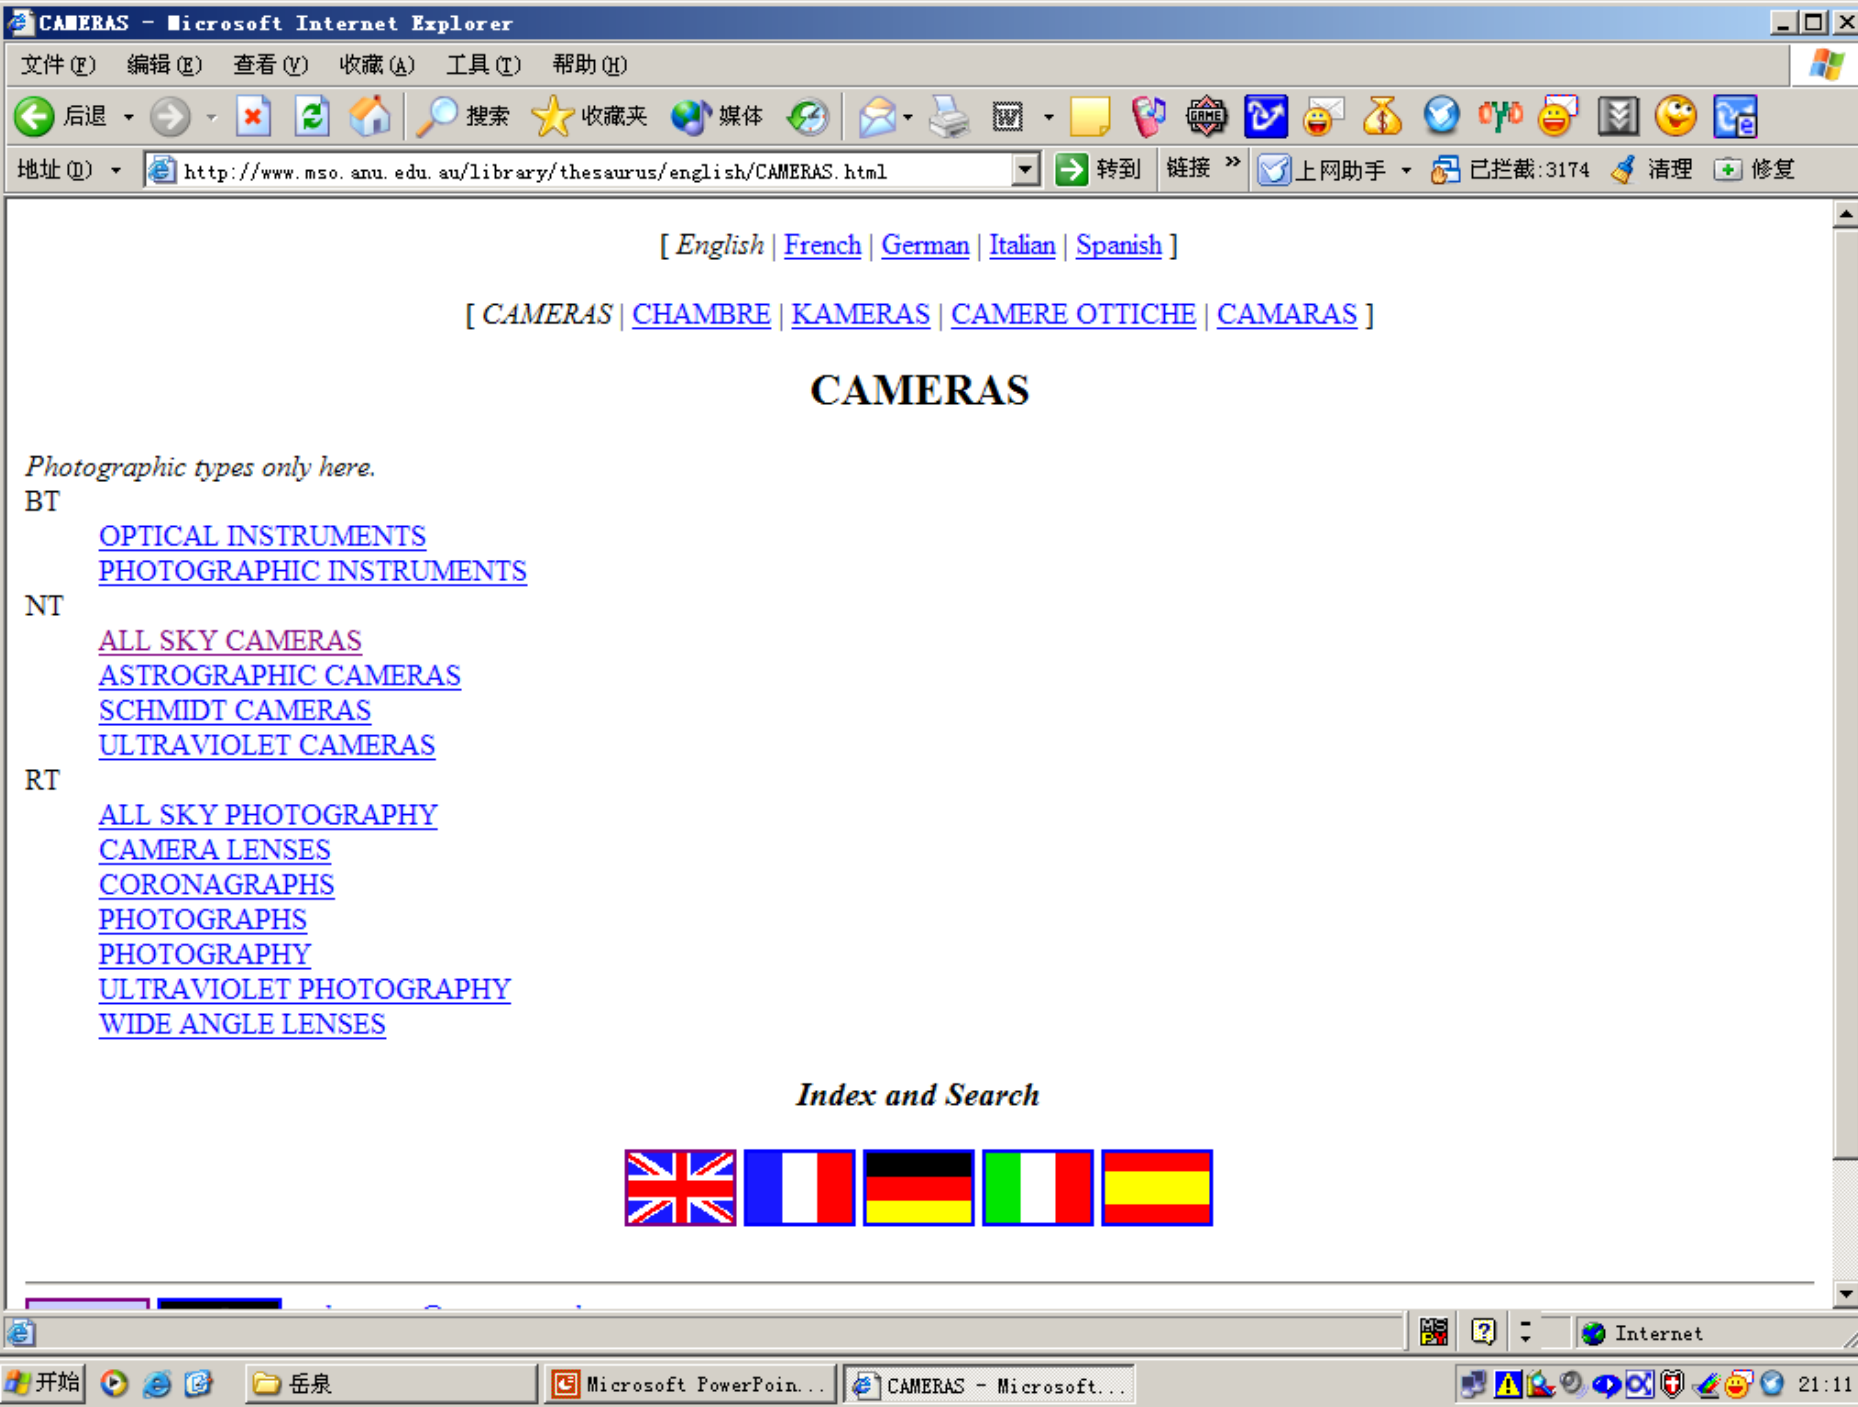 CAMERAS - Microsoft Internet Explorer
文件(F) 编辑(E) 查看(V) 收藏(A) 工具(T) 帮助(H)
后退 搜索 收藏夹 媒体
地址(D) http://www.mso.anu.edu.au/library/thesaurus/english/CAMERAS.html 转到 链接 » 上网助手 已拦截:3174 清理 修复
[ English | French | German | Italian | Spanish ]
[ CAMERAS | CHAMBRE | KAMERAS | CAMERE OTTICHE | CAMARAS ]
CAMERAS
Photographic types only here.
BT
OPTICAL INSTRUMENTS
PHOTOGRAPHIC INSTRUMENTS
NT
ALL SKY CAMERAS
ASTROGRAPHIC CAMERAS
SCHMIDT CAMERAS
ULTRAVIOLET CAMERAS
RT
ALL SKY PHOTOGRAPHY
CAMERA LENSES
CORONAGRAPHS
PHOTOGRAPHS
PHOTOGRAPHY
ULTRAVIOLET PHOTOGRAPHY
WIDE ANGLE LENSES
Index and Search
Internet
开始 岳泉 Microsoft PowerPoin... CAMERAS - Microsoft... 21:11